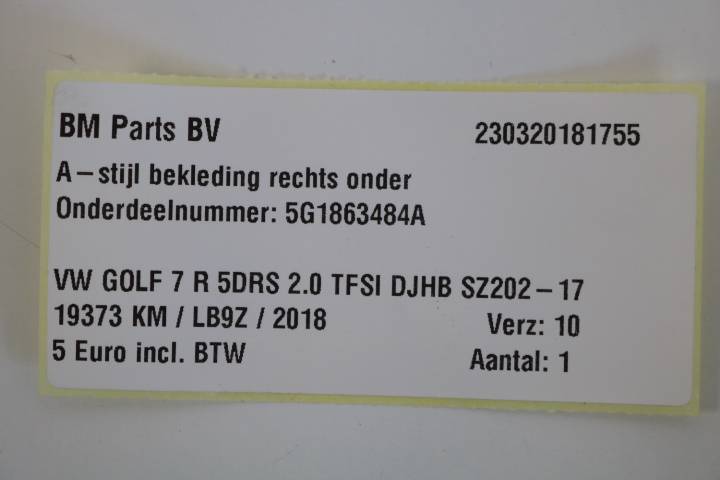 BM Parts BV 230320181755
A-stijl bekleding rechts onder
Onderdeelnummer: 5G1863484A
VW GOLF 7 R 5DRS 2.0 TFSI DJHB SZ202-17
19373 KM / LB9Z / 2018 Verz: 10
5 Euro incl. BTW Aantal: 1